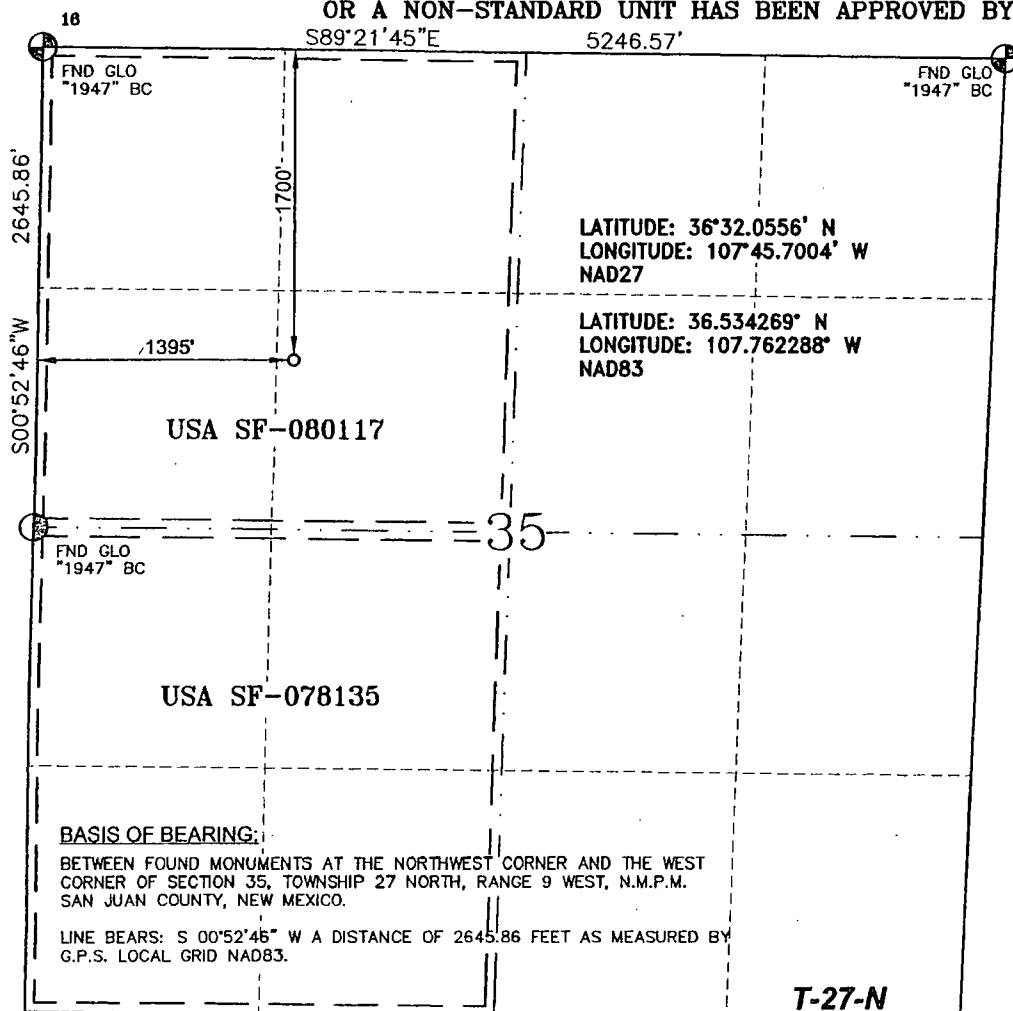 OR A NON-STANDARD UNIT HAS BEEN APPROVED BY
16
S89°21'45"E 5246.57'
FND GLO
"1947" BC
FND GLO
"1947" BC
2645.86'
S00°52'46"W
1700'
LATITUDE: 36°32.0556' N
LONGITUDE: 107°45.7004' W
NAD27
LATITUDE: 36.534269° N
LONGITUDE: 107.762288° W
NAD83
1395'
USA SF-080117
35
FND GLO
"1947" BC
USA SF-078135
BASIS OF BEARING:
BETWEEN FOUND MONUMENTS AT THE NORTHWEST CORNER AND THE WEST
CORNER OF SECTION 35, TOWNSHIP 27 NORTH, RANGE 9 WEST, N.M.P.M.
SAN JUAN COUNTY, NEW MEXICO.
LINE BEARS: S 00°52'46" W A DISTANCE OF 2645.86 FEET AS MEASURED BY
G.P.S. LOCAL GRID NAD83.
T-27-N